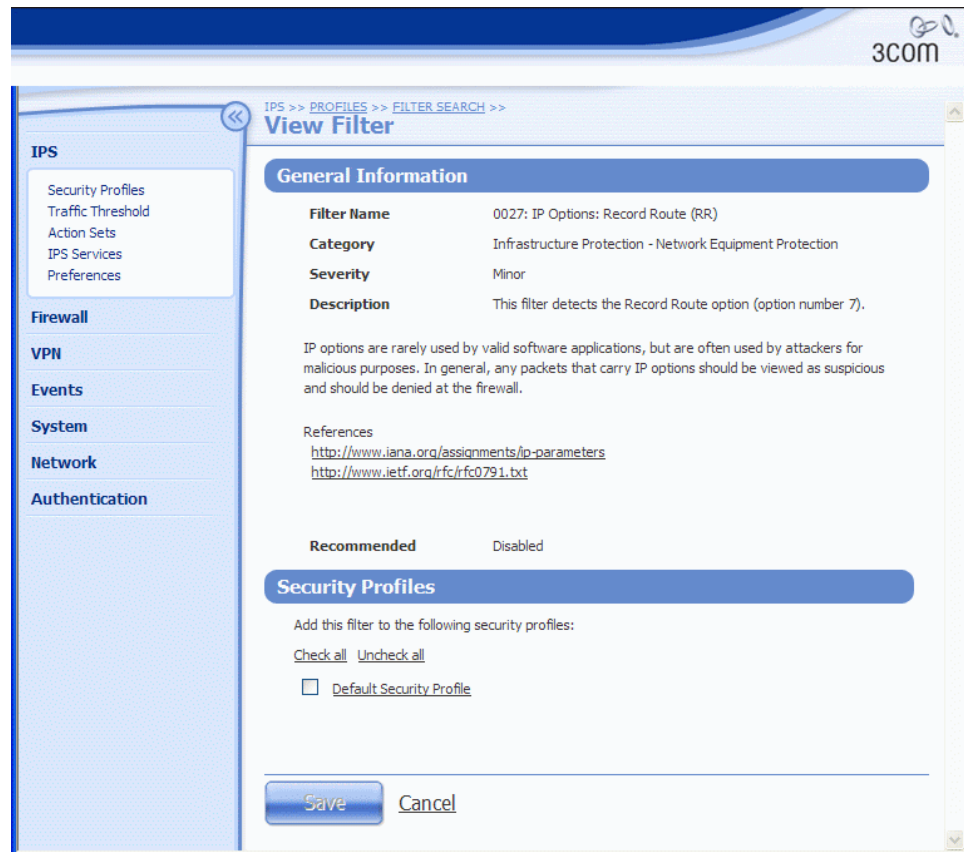 3COM
IPS >> PROFILES >> FILTER SEARCH >>
View Filter
IPS
Security Profiles
Traffic Threshold
Action Sets
IPS Services
Preferences
Firewall
VPN
Events
System
Network
Authentication
General Information
Filter Name 0027: IP Options: Record Route (RR)
Category Infrastructure Protection - Network Equipment Protection
Severity Minor
Description This filter detects the Record Route option (option number 7).
IP options are rarely used by valid software applications, but are often used by attackers for
malicious purposes. In general, any packets that carry IP options should be viewed as suspicious
and should be denied at the firewall.
References
http://www.iana.org/assignments/ip-parameters
http://www.ietf.org/rfc/rfc0791.txt
Recommended Disabled
Security Profiles
Add this filter to the following security profiles:
Check all Uncheck all
Default Security Profile
Save Cancel